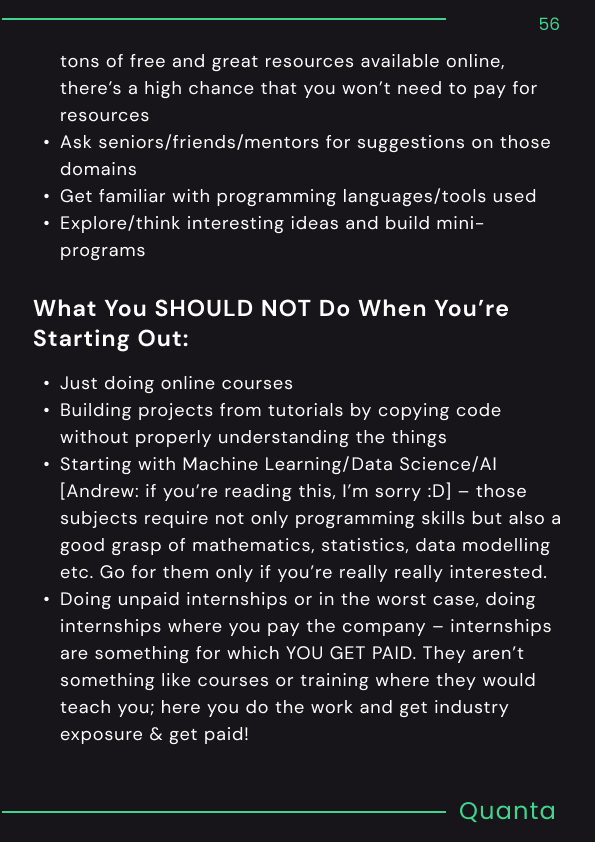 56
tons of free and great resources available online,
there’s a high chance that you won’t need to pay for
resources
• Ask seniors/friends/mentors for suggestions on those
domains
• Get familiar with programming languages/tools used
• Explore/think interesting ideas and build mini-
programs
What You SHOULD NOT Do When You’re
Starting Out:
• Just doing online courses
• Building projects from tutorials by copying code
without properly understanding the things
• Starting with Machine Learning/Data Science/AI
[Andrew: if you’re reading this, I’m sorry :D] – those
subjects require not only programming skills but also a
good grasp of mathematics, statistics, data modelling
etc. Go for them only if you’re really really interested.
• Doing unpaid internships or in the worst case, doing
internships where you pay the company – internships
are something for which YOU GET PAID. They aren’t
something like courses or training where they would
teach you; here you do the work and get industry
exposure & get paid!
Quanta